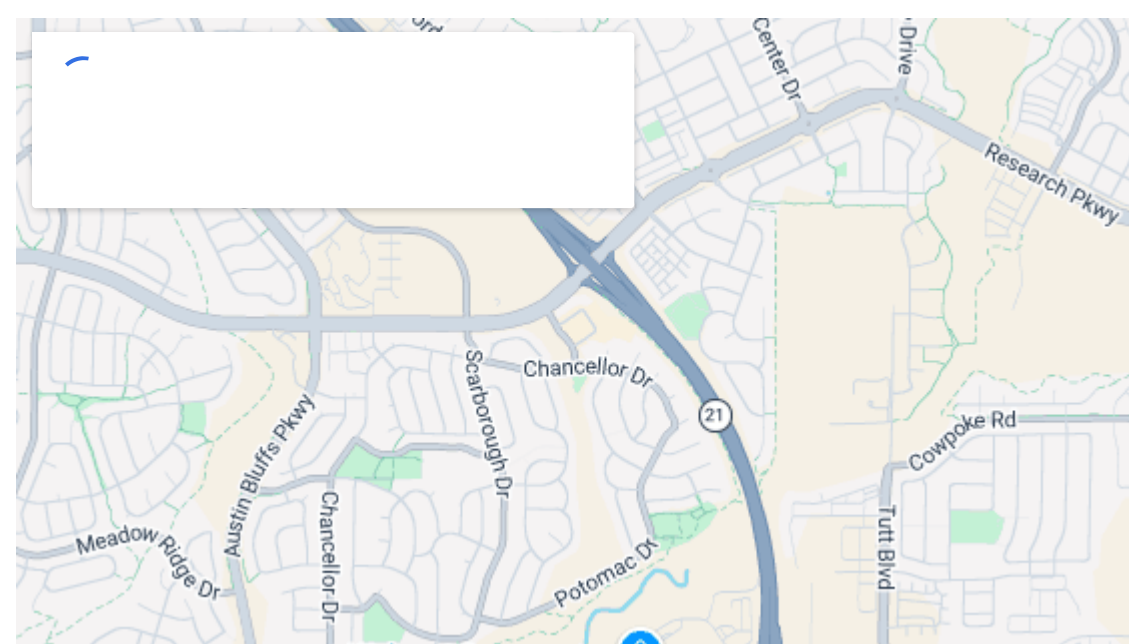 Center Dr
Drive
Research Pkwy
Scarborough Dr
Chancellor Dr
21
Cowpoke Rd
Austin Bluffs Pkwy
Chancellor Dr
Tutt Blvd
Meadow Ridge Dr
Potomac Dr